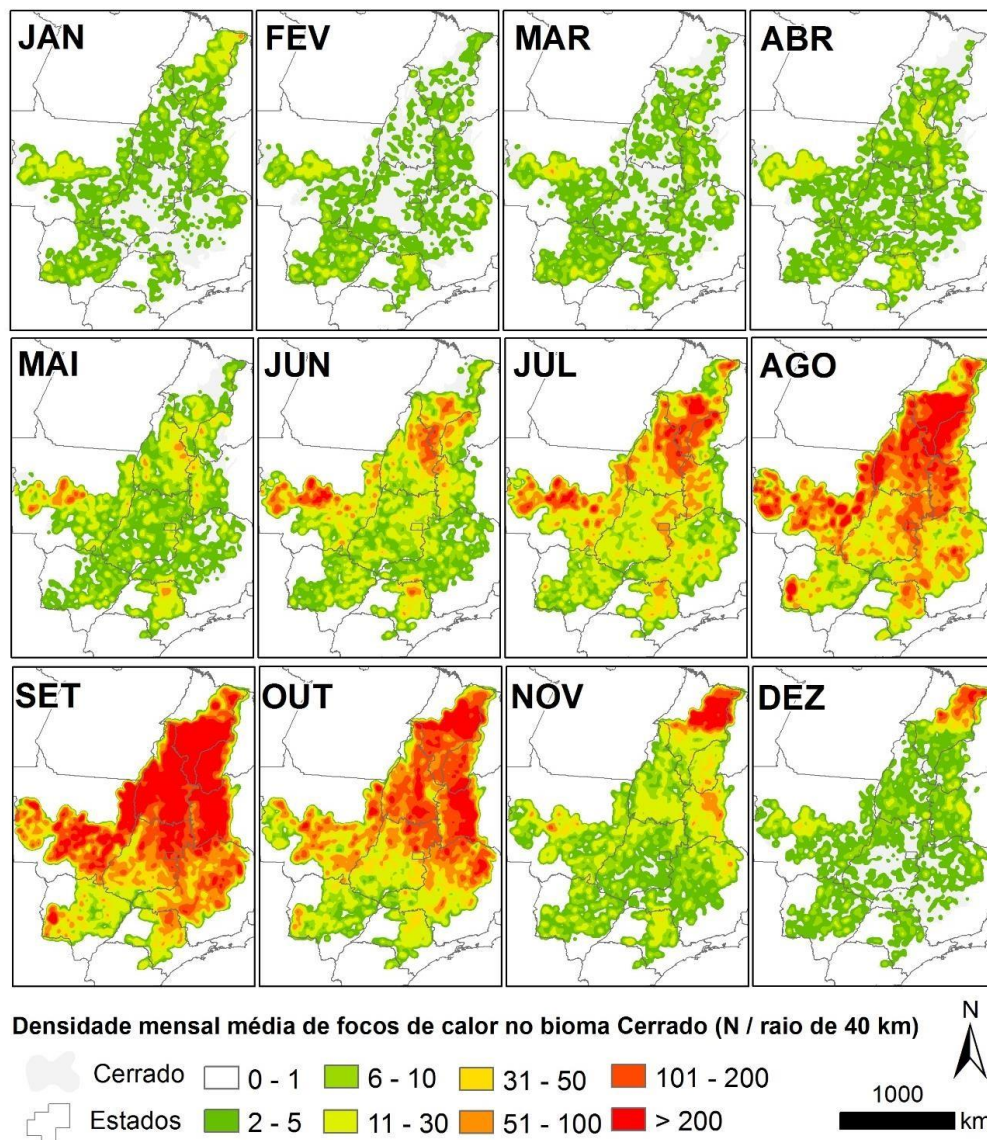 JAN FEV MAR ABR
MAI JUN JUL AGO
SET OUT NOV DEZ
Densidade mensal média de focos de calor no bioma Cerrado (N / raio de 40 km)
N
Cerrado 0 - 1 6 - 10 31 - 50 101 - 200
1000
Estados 2 - 5 11 - 30 51 - 100 > 200 km